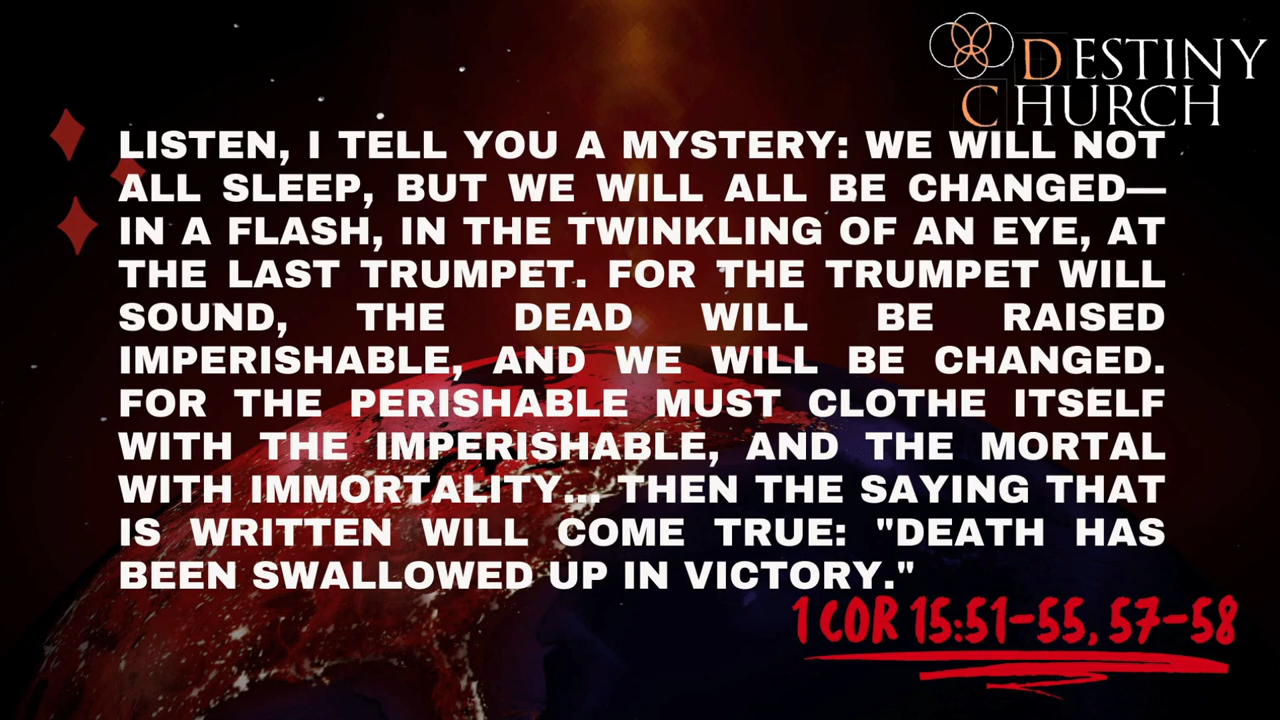 DESTINY
CHURCH
LISTEN, I TELL YOU A MYSTERY: WE WILL NOT
ALL SLEEP, BUT WE WILL ALL BE CHANGED—
IN A FLASH, IN THE TWINKLING OF AN EYE, AT
THE LAST TRUMPET. FOR THE TRUMPET WILL
SOUND, THE DEAD WILL BE RAISED
IMPERISHABLE, AND WE WILL BE CHANGED.
FOR THE PERISHABLE MUST CLOTHE ITSELF
WITH THE IMPERISHABLE, AND THE MORTAL
WITH IMMORTALITY... THEN THE SAYING THAT
IS WRITTEN WILL COME TRUE: "DEATH HAS
BEEN SWALLOWED UP IN VICTORY."
1 COR 15:51-55, 57-58